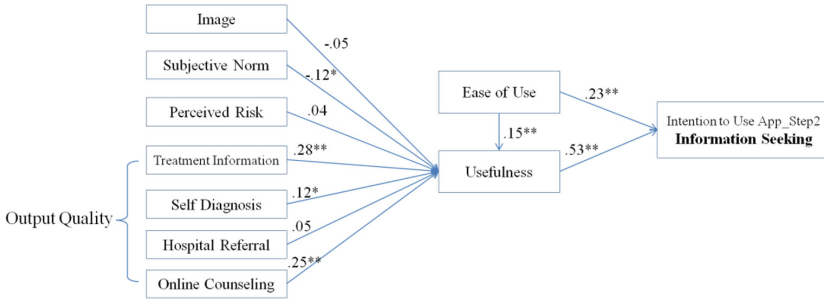 Image
-.05
Subjective Norm
-.12*
Perceived Risk
.04
Treatment Information
.28**
Self Diagnosis
.12*
Hospital Referral
.05
Online Counseling
.25**
Output Quality
Ease of Use
.23**
.15**
Usefulness
.53**
Intention to Use App_Step2
Information Seeking